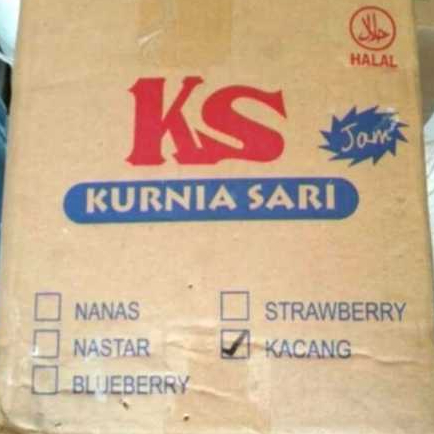 حلال
HALAL
KS
Jam
KURNIA SARI
NANAS
STRAWBERRY
NASTAR
KACANG
BLUEBERRY